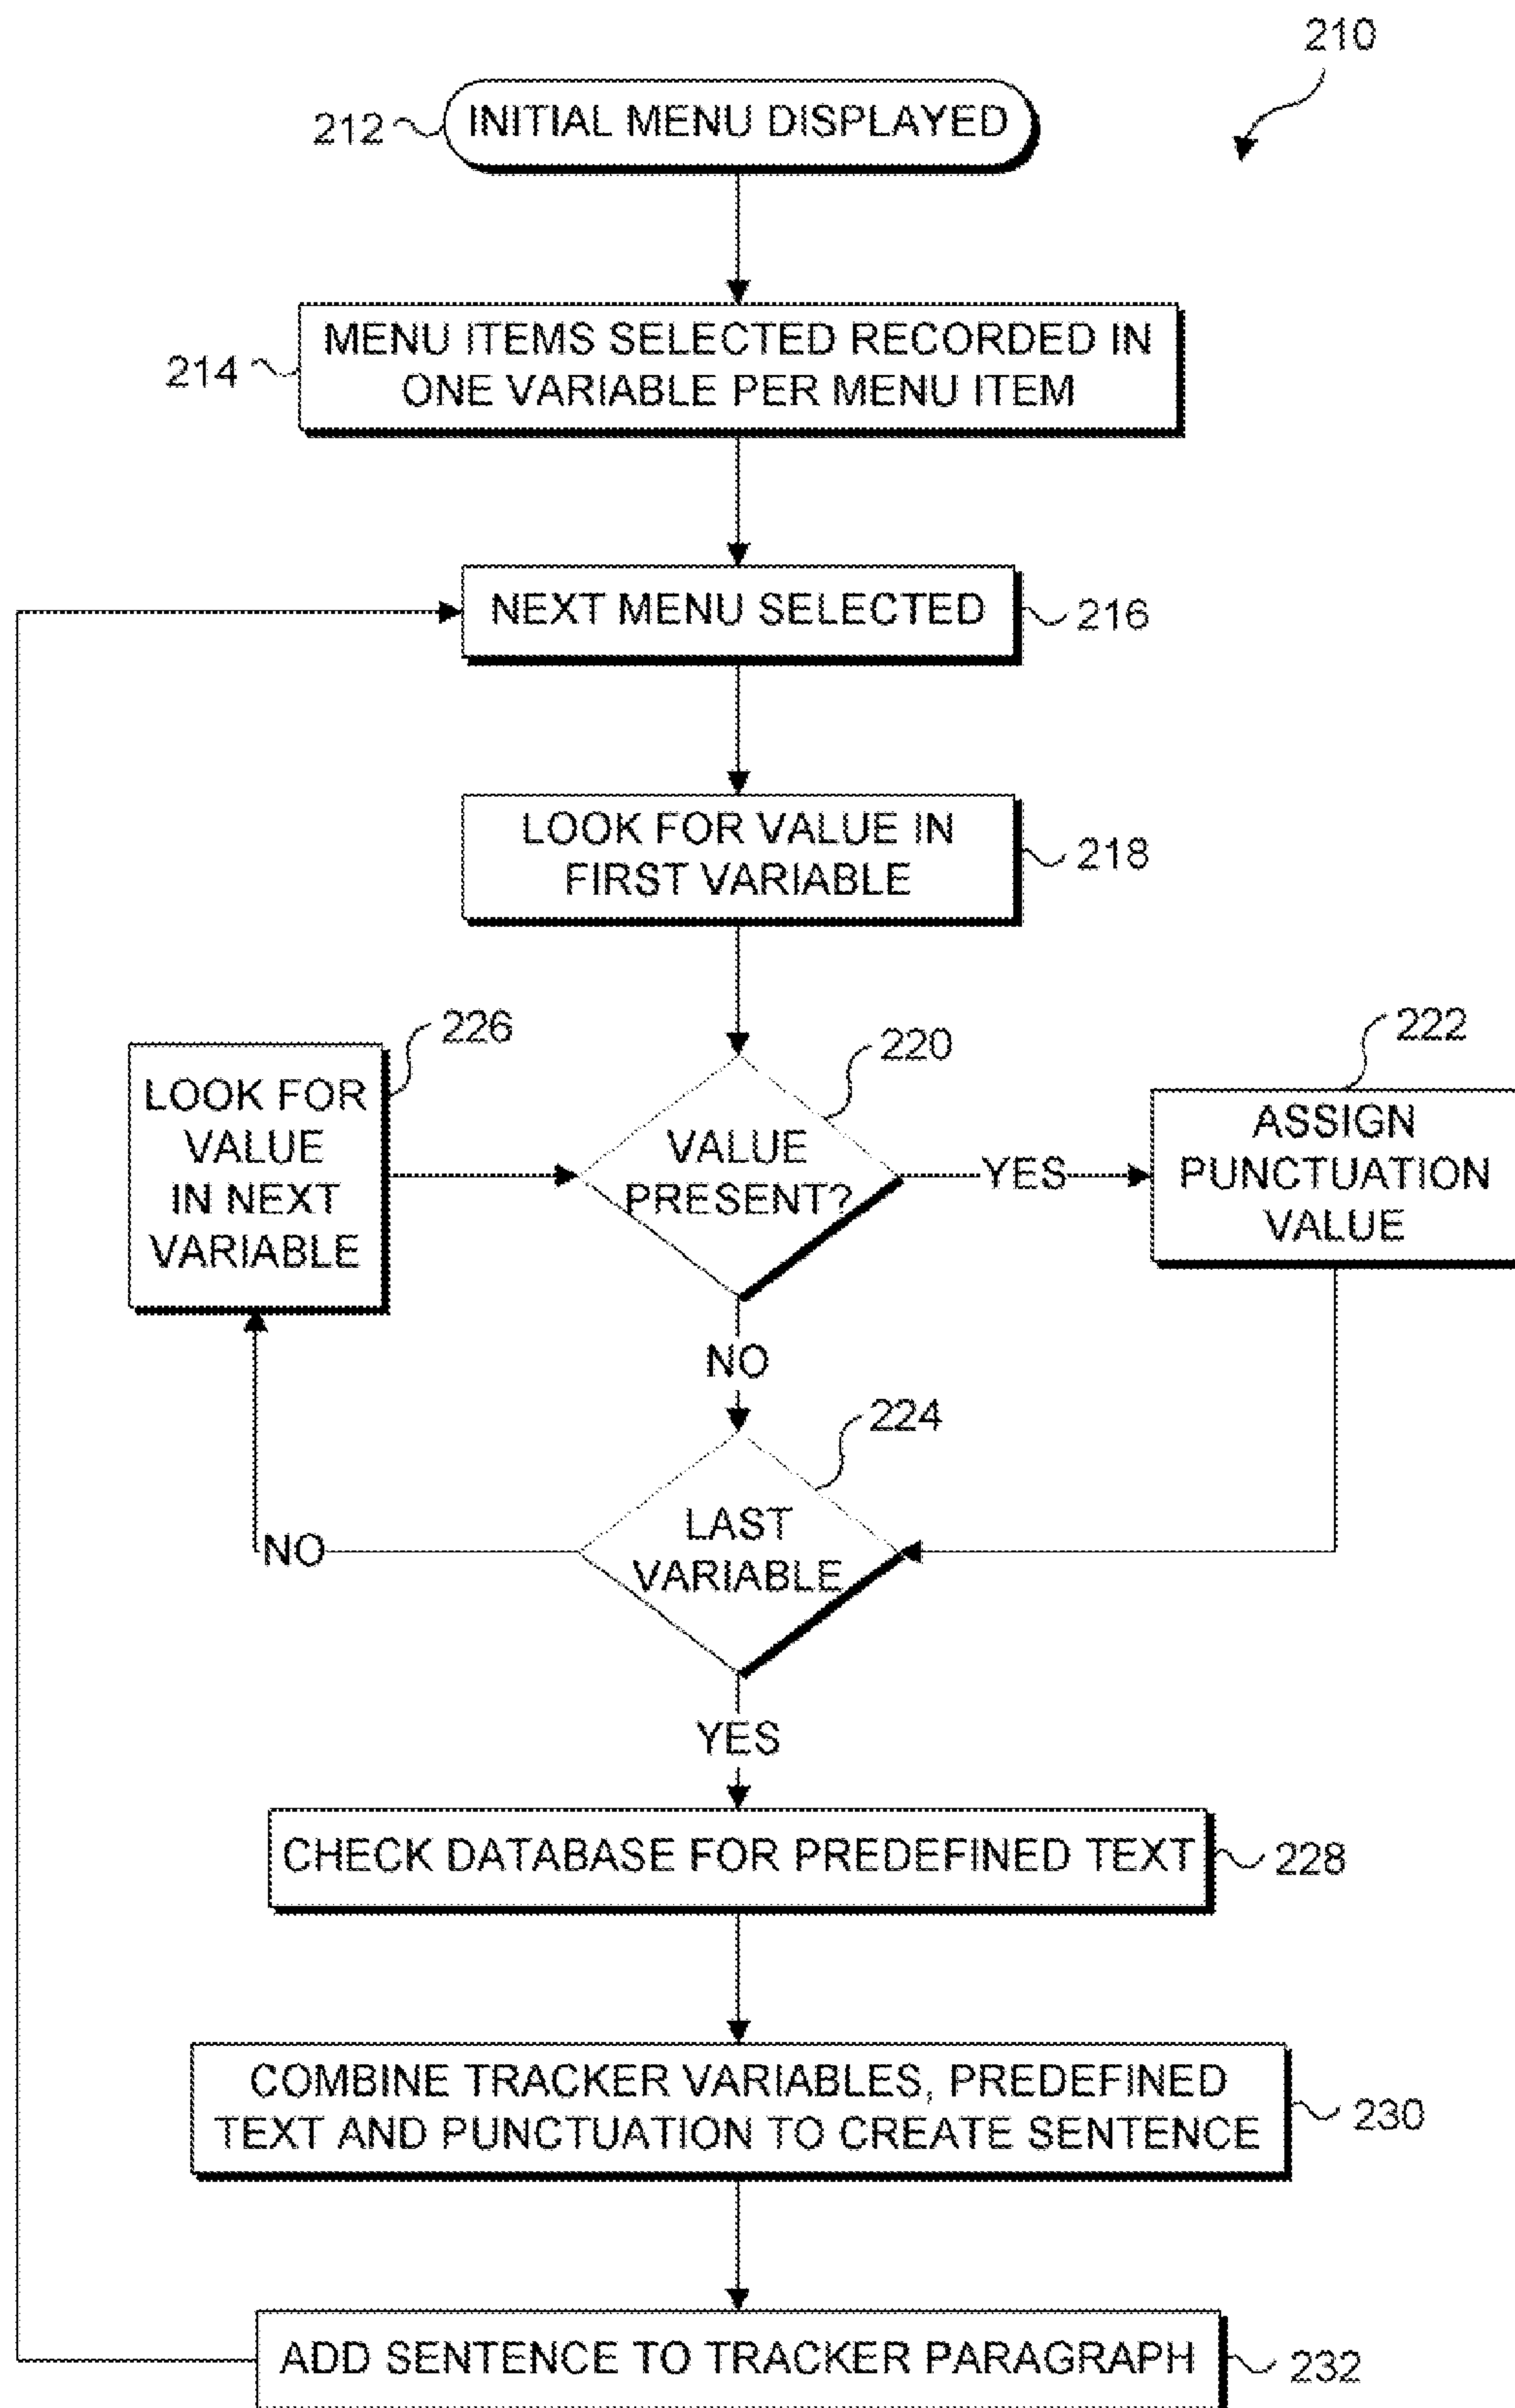 210
212
INITIAL MENU DISPLAYED
214
MENU ITEMS SELECTED RECORDED IN
ONE VARIABLE PER MENU ITEM
NEXT MENU SELECTED
216
LOOK FOR VALUE IN
FIRST VARIABLE
218
226
LOOK FOR
VALUE
IN NEXT
VARIABLE
220
VALUE
PRESENT?
YES
222
ASSIGN
PUNCTUATION
VALUE
NO
224
LAST
VARIABLE
NO
YES
CHECK DATABASE FOR PREDEFINED TEXT
228
COMBINE TRACKER VARIABLES, PREDEFINED
TEXT AND PUNCTUATION TO CREATE SENTENCE
230
ADD SENTENCE TO TRACKER PARAGRAPH
232